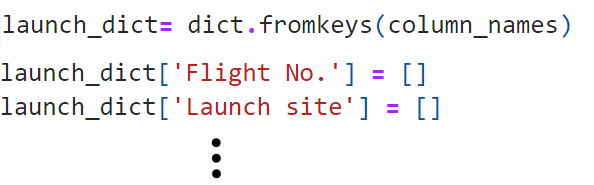 launch_dict= dict.fromkeys(column_names)
launch_dict['Flight No.'] = []
launch_dict['Launch site'] = []